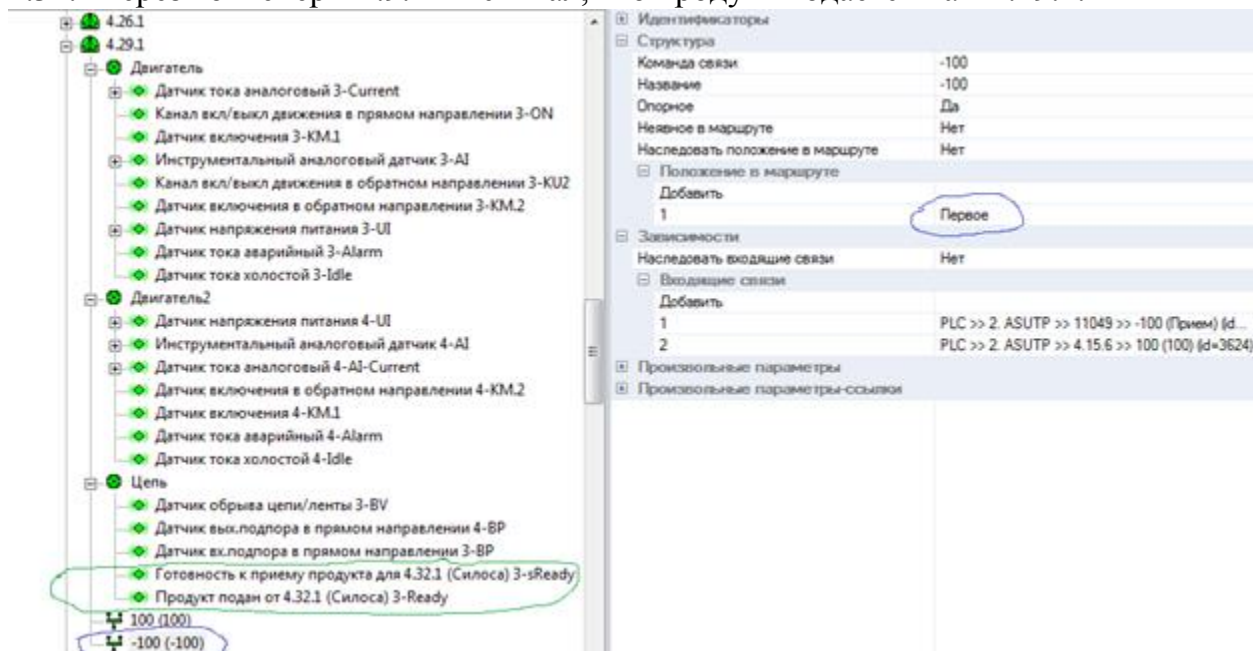 4.26.1
4.29.1
Двигатель
Датчик тока аналоговый 3-Current
Канал вкл/выкл движения в прямом направлении 3-ON
Датчик включения 3-КМ.1
Инструментальный аналоговый датчик 3-AI
Канал вкл/выкл движения в обратном направлении 3-KU2
Датчик включения в обратном направлении 3-КМ.2
Датчик напряжения питания 3-UI
Датчик тока аварийный 3-Alarm
Датчик тока холостой 3-Idle
Двигатель2
Датчик напряжения питания 4-UI
Инструментальный аналоговый датчик 4-AI
Датчик тока аналоговый 4-AI-Current
Датчик включения в обратном направлении 4-КМ.2
Датчик включения 4-КМ.1
Датчик тока аварийный 4-Alarm
Датчик тока холостой 4-Idle
Цепь
Датчик обрыва цепи/ленты 3-BV
Датчик вых.подпора в прямом направлении 4-BP
Датчик вх.подпора в прямом направлении 3-BP
Готовность к приему продукта для 4.32.1 (Силоса) 3-sReady
Продукт подан от 4.32.1 (Силоса) 3-Ready
100 (100)
-100 (-100)
Идентификаторы
Структура
Команда связи -100
Название -100
Опорное Да
Неявное в маршруте Нет
Наследовать положение в маршруте Нет
Положение в маршруте
Добавить
1 Первое
Зависимости
Наследовать входящие связи Нет
Входящие связи
Добавить
1 PLC >> 2. ASUTP >> 11049 >> -100 (Прием) (id...
2 PLC >> 2. ASUTP >> 4.15.6 >> 100 (100) (id=3624)
Произвольные параметры
Произвольные параметры-ссылки